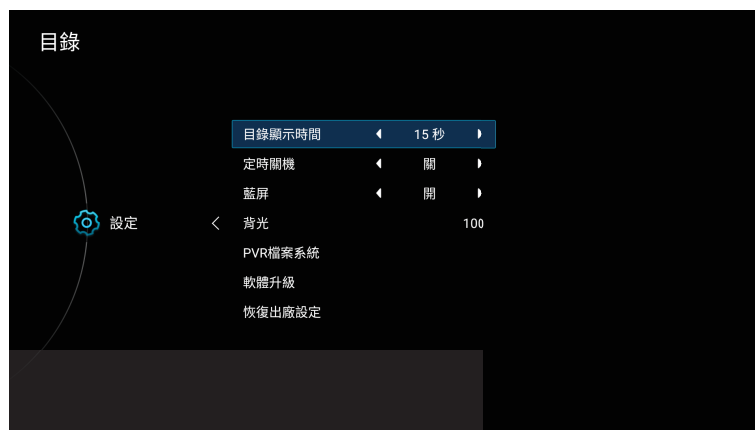 目錄
目錄顯示時間 15 秒
定時關機 關
藍屏 開
設定 背光 100
PVR檔案系統
軟體升級
恢復出廠設定